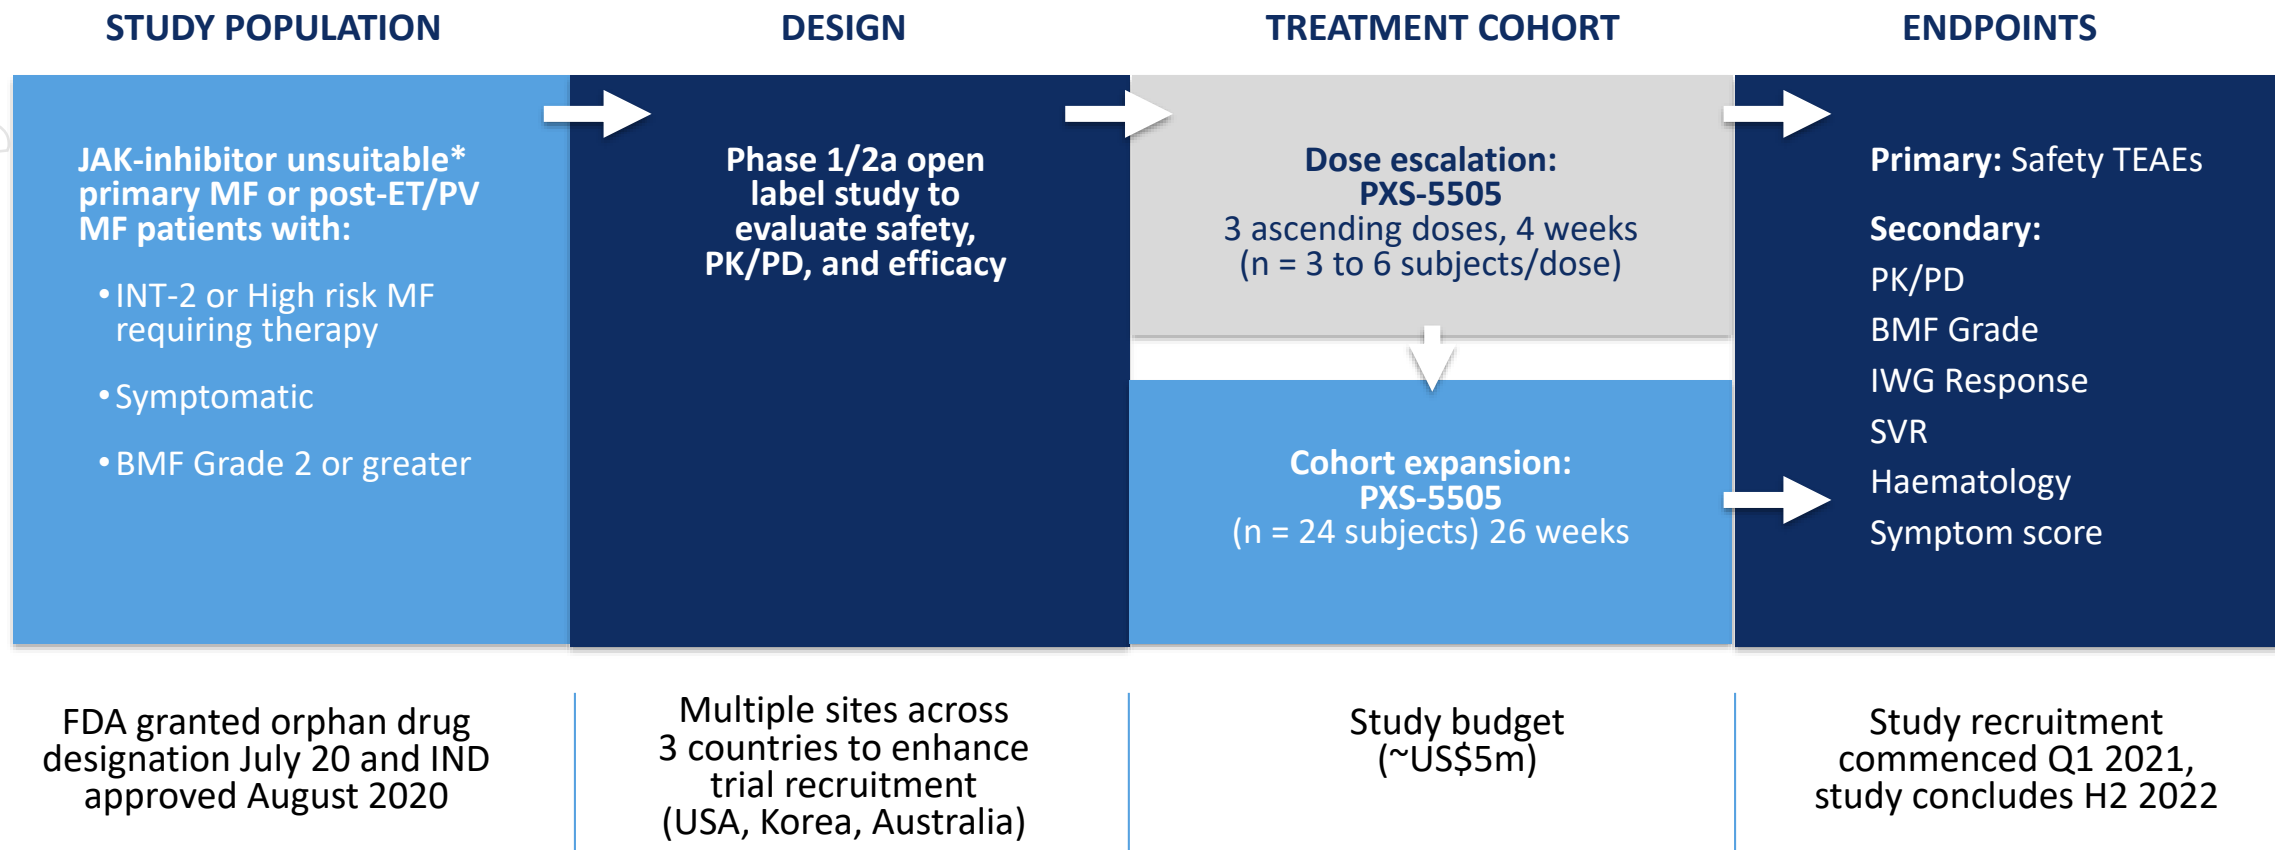 STUDY POPULATION
JAK-inhibitor unsuitable*
primary MF or post-ET/PV
MF patients with:
• INT-2 or High risk MF
requiring therapy
• Symptomatic
• BMF Grade 2 or greater
FDA granted orphan drug
designation July 20 and IND
approved August 2020
DESIGN
Phase 1/2a open
label study to
evaluate safety,
PK/PD, and efficacy
Multiple sites across
3 countries to enhance
trial recruitment
(USA, Korea, Australia)
TREATMENT COHORT
Dose escalation:
PXS-5505
3 ascending doses, 4 weeks
(n = 3 to 6 subjects/dose)
Cohort expansion:
PXS-5505
(n = 24 subjects) 26 weeks
Study budget
(~US$5m)
ENDPOINTS
Primary: Safety TEAEs
Secondary:
PK/PD
BMF Grade
IWG Response
SVR
Haematology
Symptom score
Study recruitment
commenced Q1 2021,
study concludes H2 2022